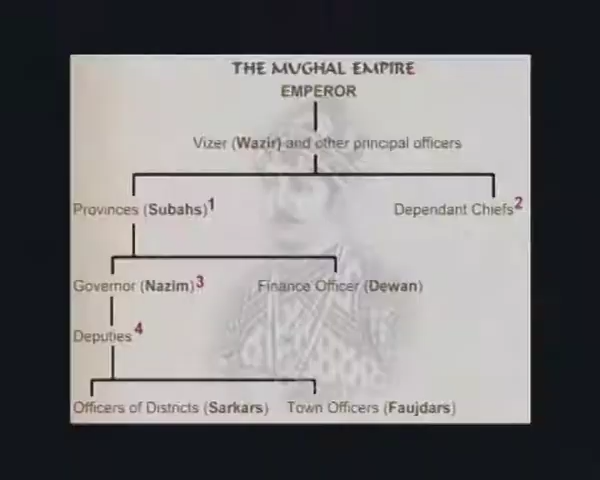 THE MUGHAL EMPIRE
EMPEROR
Vizer (Wazir) and other principal officers
Provinces (Subahs)1
Dependant Chiefs2
Governor (Nazim)3
Finance Officer (Dewan)
Deputies 4
Officers of Districts (Sarkars)
Town Officers (Faujdars)